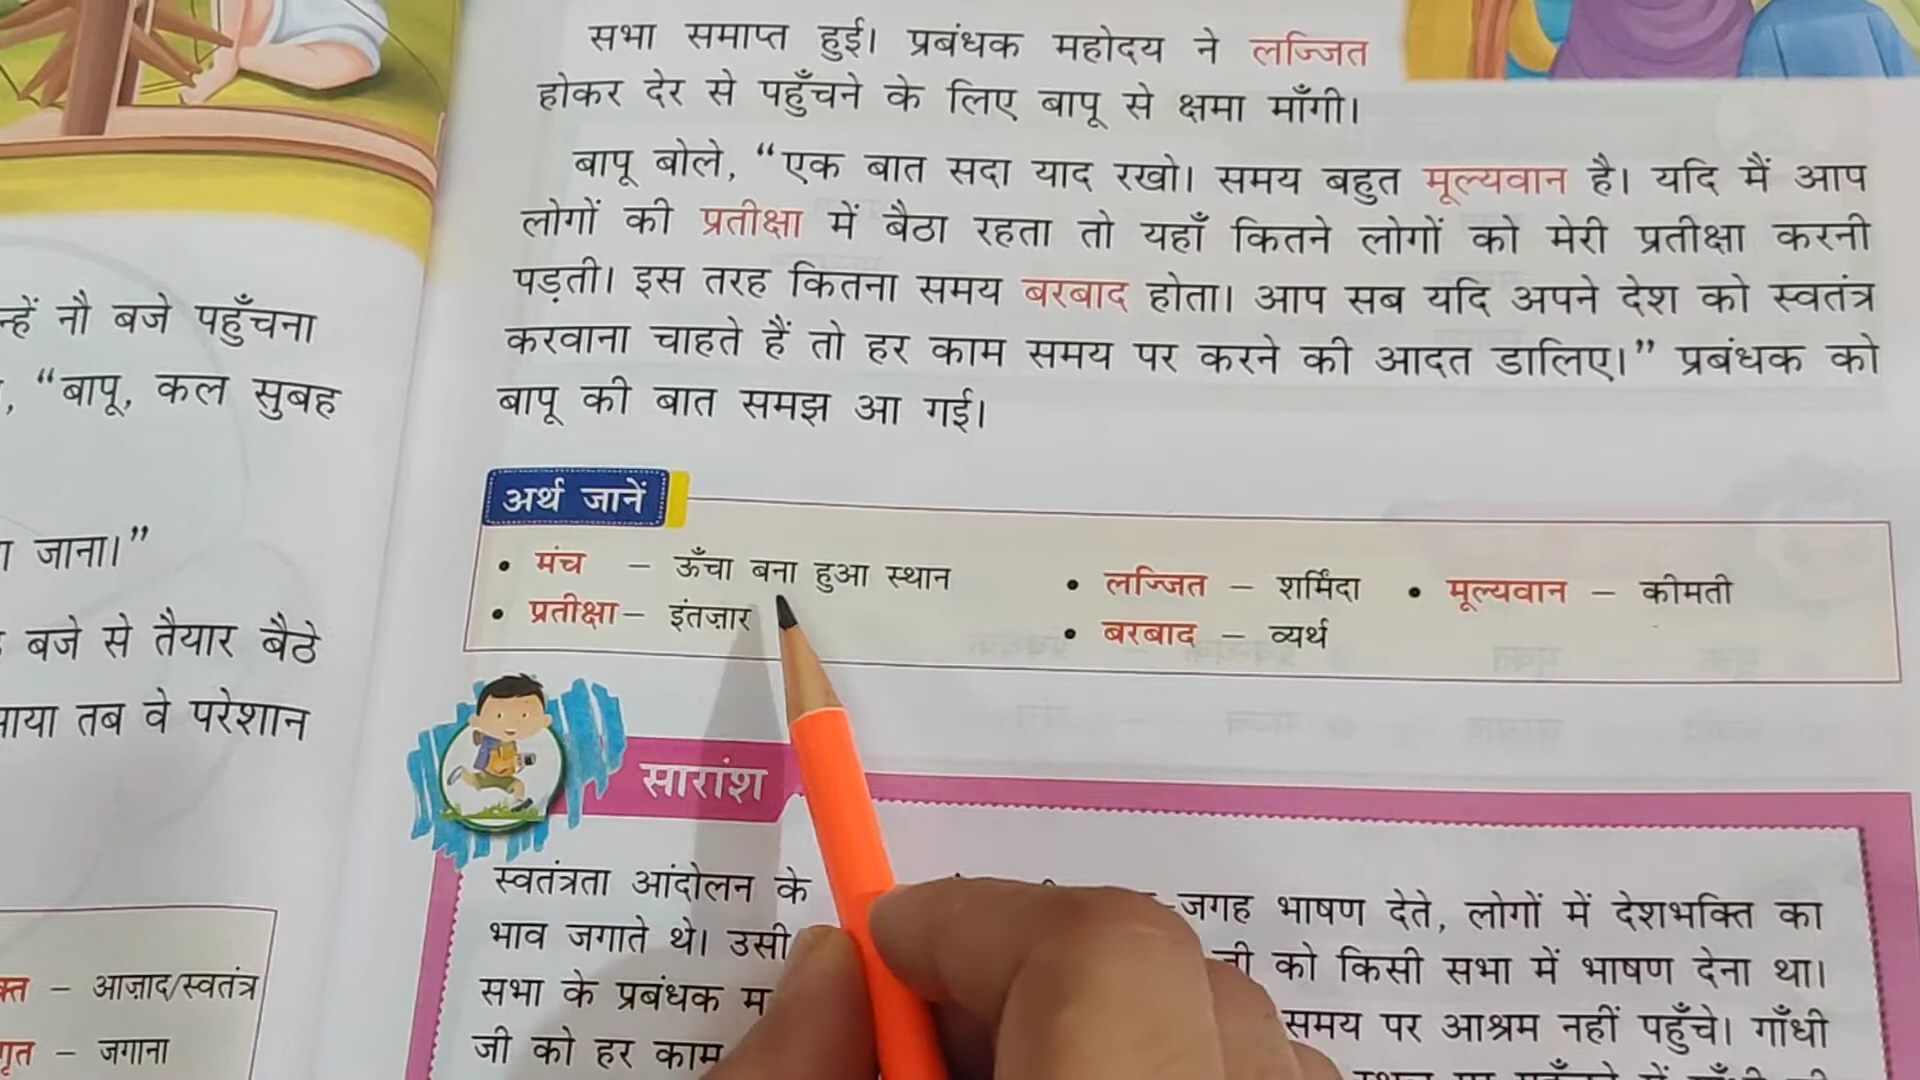 नौ बजे पहुँचना
“बापू, कल सुबह
जाना।”
बजे से तैयार बैठे
तब वे परेशान
– आज़ाद/स्वतंत्र
– जगाना
सभा समाप्त हुई। प्रबंधक महोदय ने लज्जित
होकर देर से पहुँचने के लिए बापू से क्षमा माँगी।
बापू बोले, “एक बात सदा याद रखो। समय बहुत मूल्यवान है। यदि मैं आप
लोगों की प्रतीक्षा में बैठा रहता तो यहाँ कितने लोगों को मेरी प्रतीक्षा करनी
पड़ती। इस तरह कितना समय बरबाद होता। आप सब यदि अपने देश को स्वतंत्र
करवाना चाहते हैं तो हर काम समय पर करने की आदत डालिए।” प्रबंधक को
बापू की बात समझ आ गई।
अर्थ जानें
• मंच – ऊँचा बना हुआ स्थान • लज्जित – शर्मिंदा • मूल्यवान – कीमती
• प्रतीक्षा – इंतज़ार • बरबाद – व्यर्थ
सारांश
स्वतंत्रता आंदोलन के जगह भाषण देते, लोगों में देशभक्ति का
भाव जगाते थे। उसी को किसी सभा में भाषण देना था।
सभा के प्रबंधक समय पर आश्रम नहीं पहुँचे। गाँधी
जी को हर काम